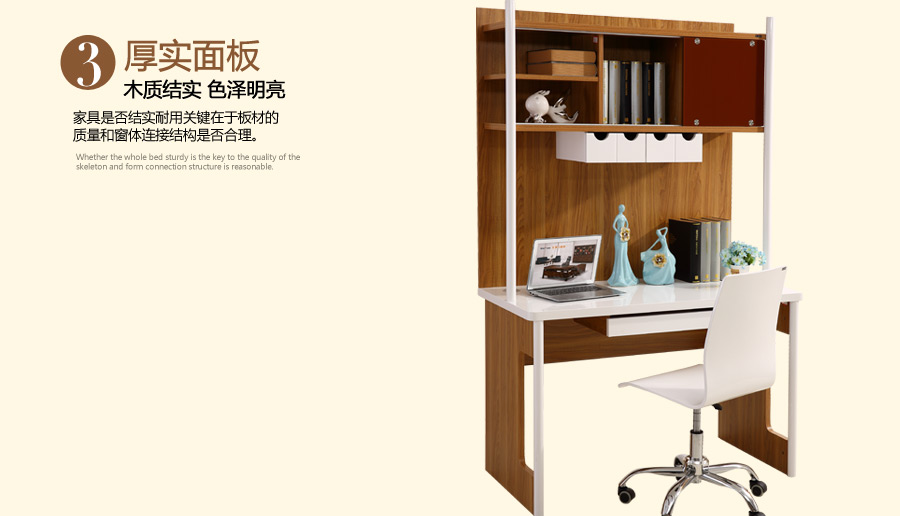 3 厚实面板
木质结实 色泽明亮
家具是否结实耐用关键在于板材的
质量和窗体连接结构是否合理。
Whether the whole bed sturdy is the key to the quality of the
skeleton and form connection structure is reasonable.